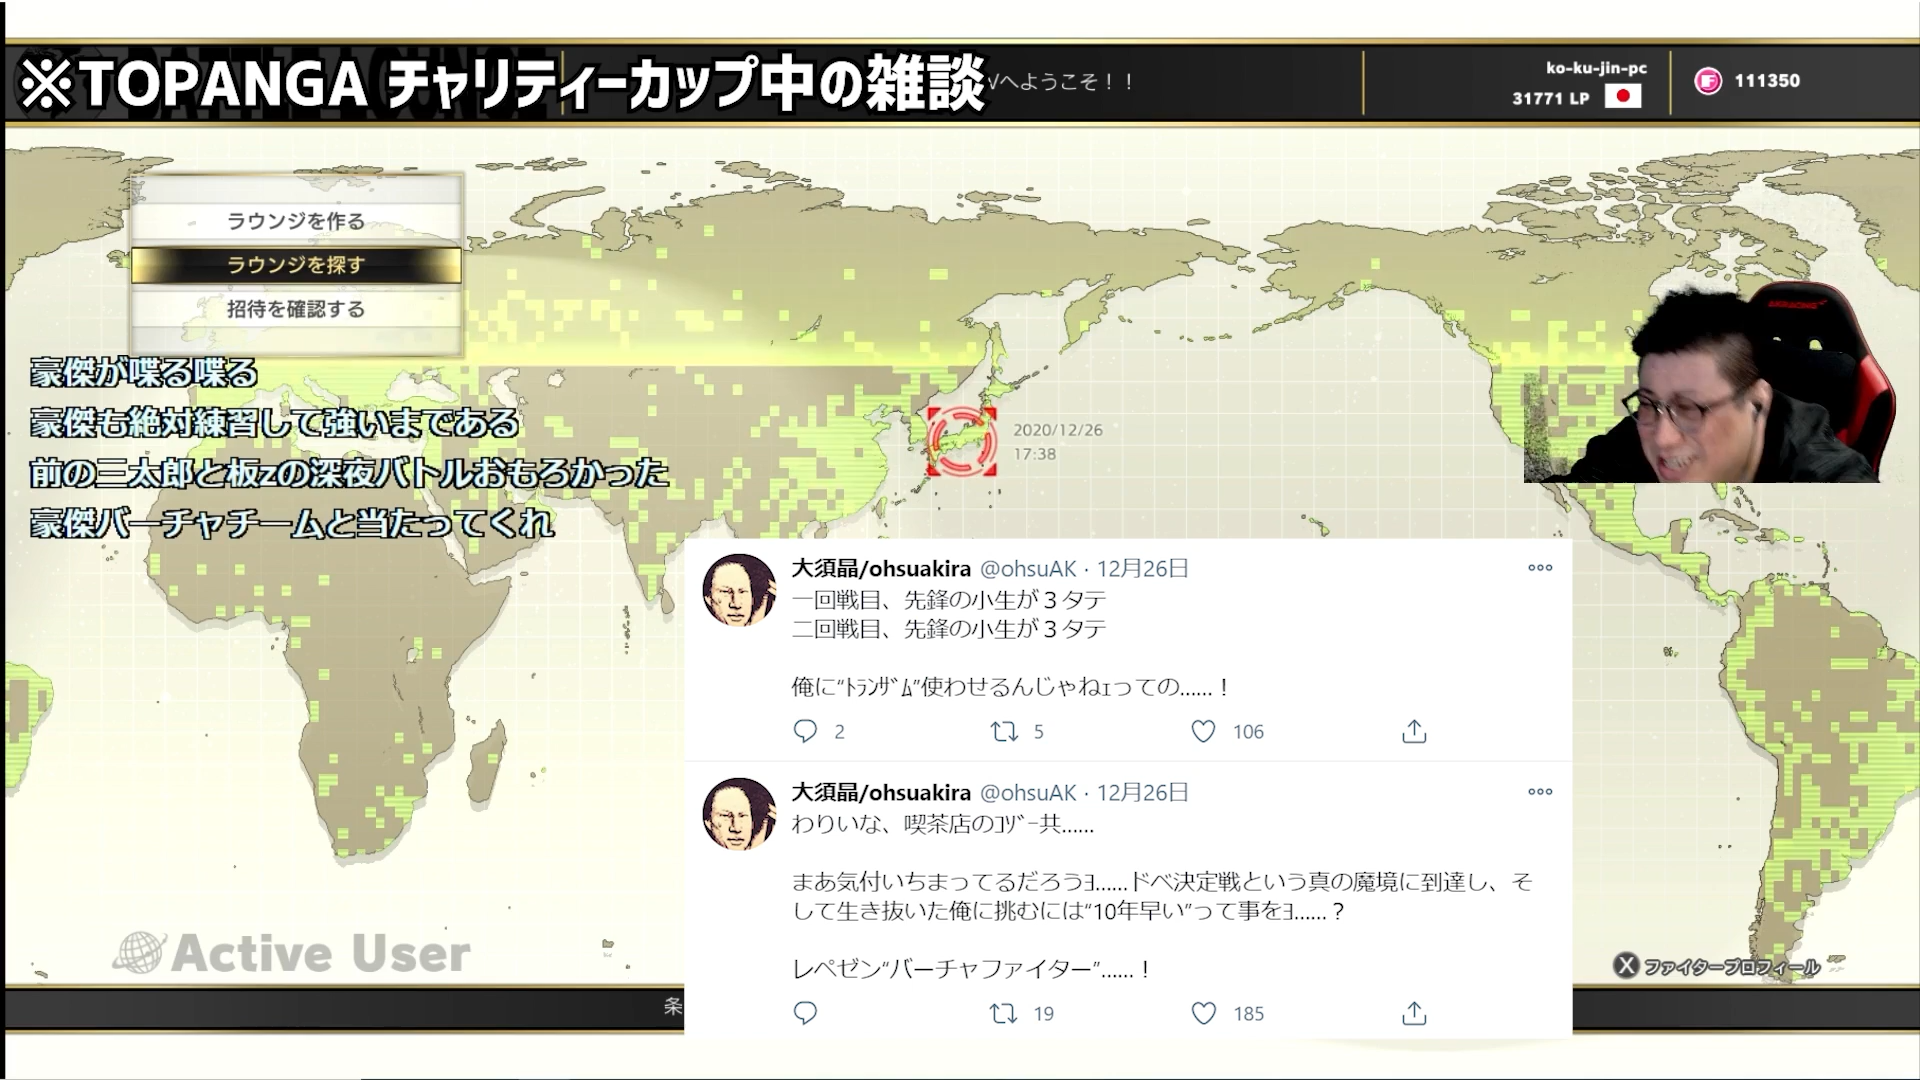 ※TOPANGA チャリティーカップ中の雑談
Vへようこそ！！
ko-ku-jin-pc
31771 LP
111350
ラウンジを作る
ラウンジを探す
招待を確認する
豪傑が喋る喋る
豪傑も絶対練習して強いまである
前の三太郎と板zの深夜バトルおもろかった
豪傑バーチャチームと当たってくれ
2020/12/26
17:38
AKRACING
大須晶/ohsuakira @ohsuAK · 12月26日
一回戦目、先鋒の小生が３タテ
二回戦目、先鋒の小生が３タテ
俺に“ﾄﾗﾝｻﾞﾑ”使わせるんじゃねｪっての......！
2 5 106
大須晶/ohsuakira @ohsuAK · 12月26日
わりいな、喫茶店のｺｿﾞｰ共......
まあ気付いちまってるだろうﾖ......ドベ決定戦という真の魔境に到達し、そ
して生き抜いた俺に挑むには“10年早い”って事をﾖ......？
レペゼン“バーチャファイター”......！
19 185
Active User
X ファイタープロフィール
条